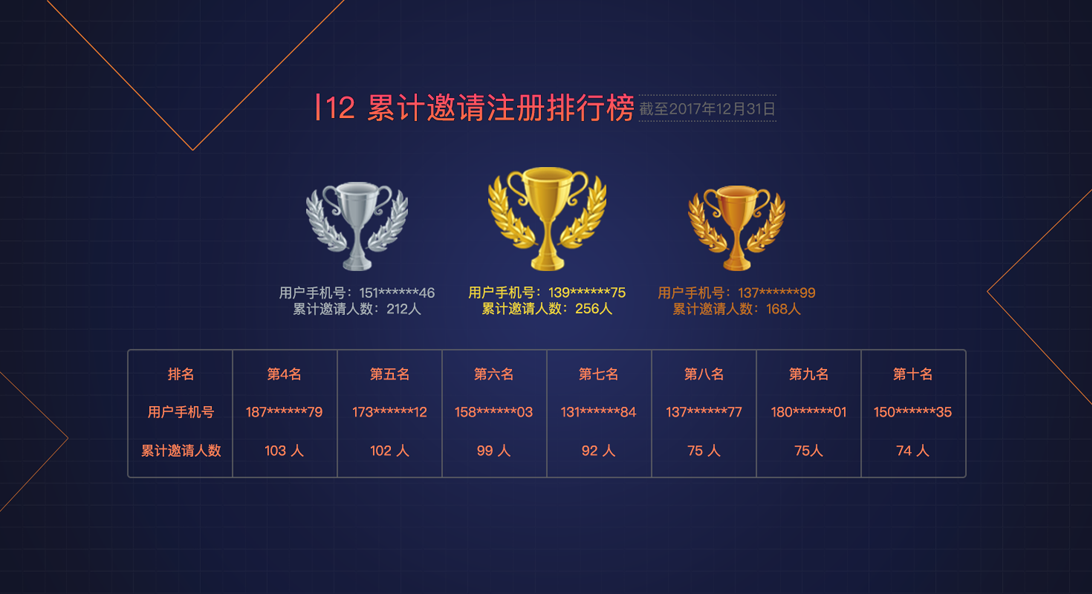 12 累计邀请注册排行榜 截至2017年12月31日
用户手机号：151******46
累计邀请人数：212人
用户手机号：139******75
累计邀请人数：256人
用户手机号：137******99
累计邀请人数：168人
排名 第4名 第五名 第六名 第七名 第八名 第九名 第十名
用户手机号 187******79 173******12 158******03 131******84 137******77 180******01 150******35
累计邀请人数 103 人 102 人 99 人 92 人 75 人 75人 74 人